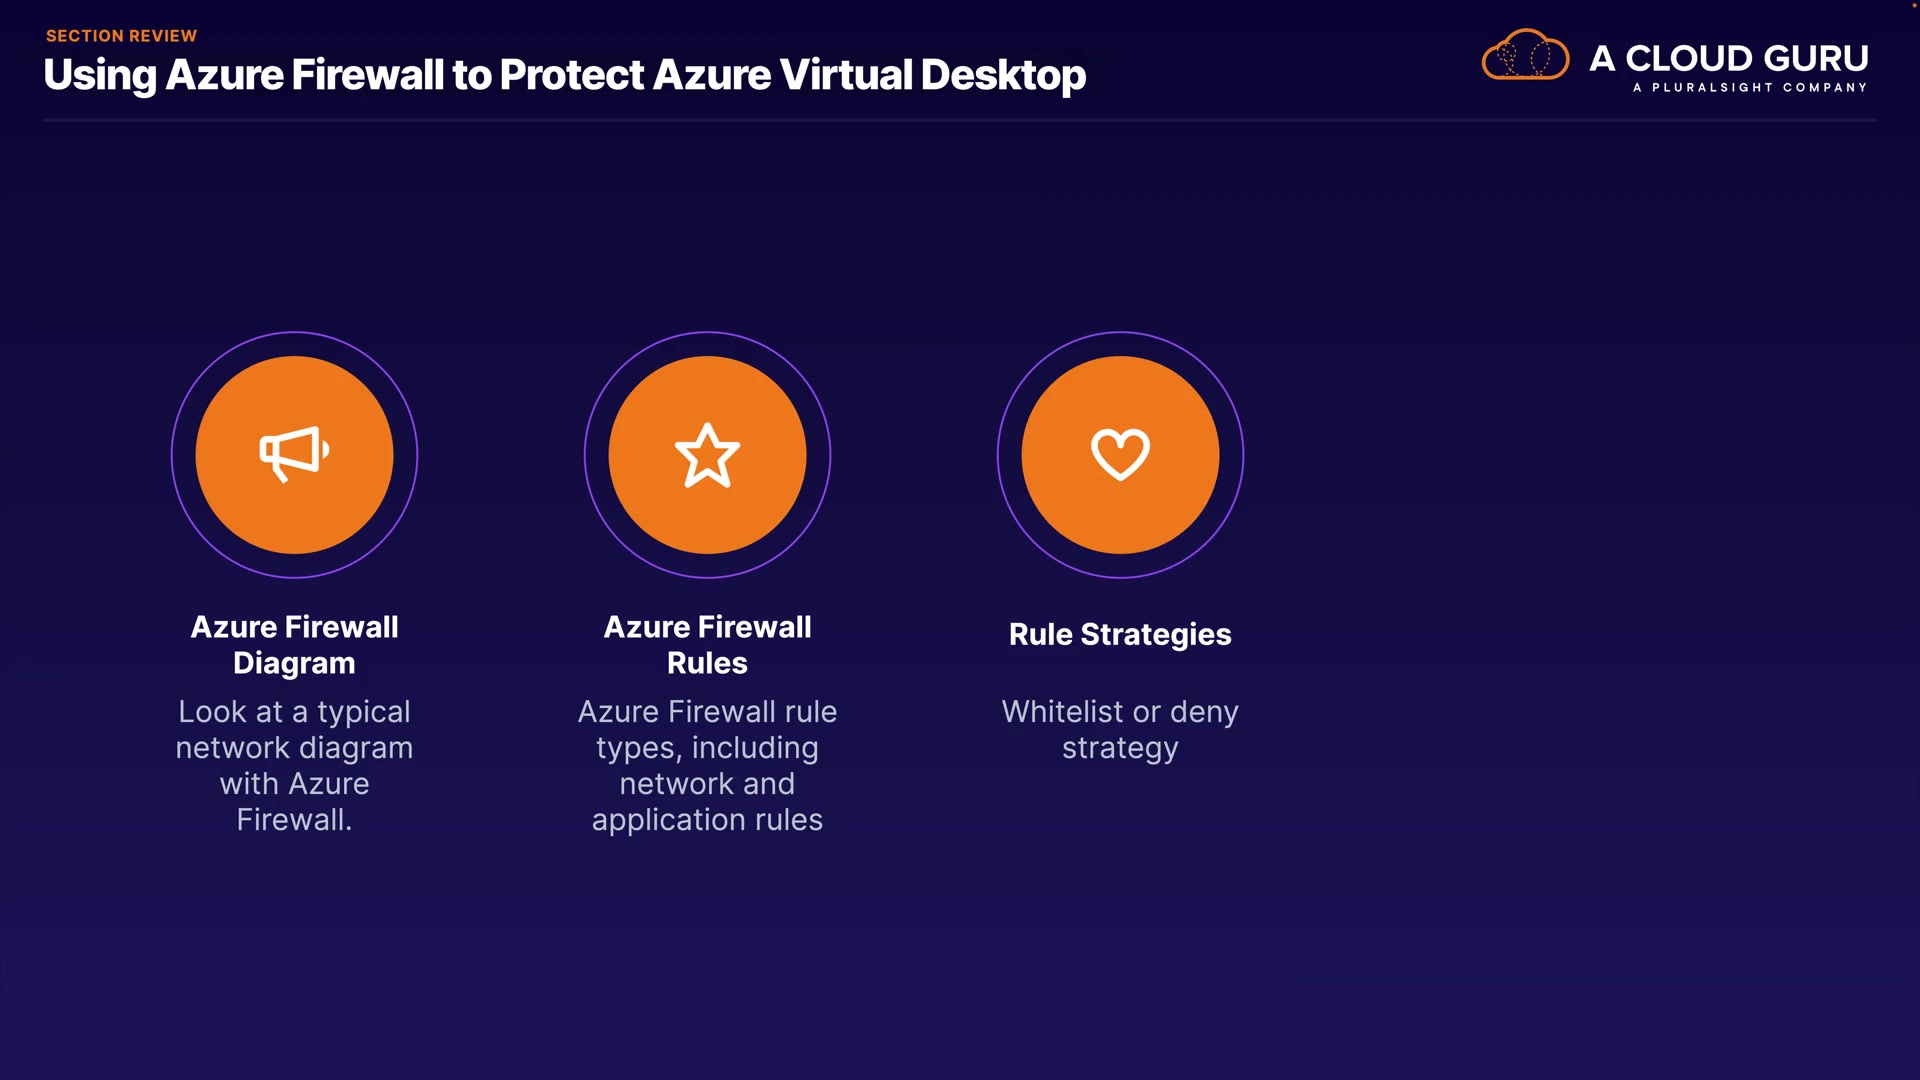 SECTION REVIEW
Using Azure Firewall to Protect Azure Virtual Desktop
A CLOUD GURU
A PLURALSIGHT COMPANY
Azure Firewall
Diagram
Look at a typical
network diagram
with Azure
Firewall.
Azure Firewall
Rules
Azure Firewall rule
types, including
network and
application rules
Rule Strategies
Whitelist or deny
strategy